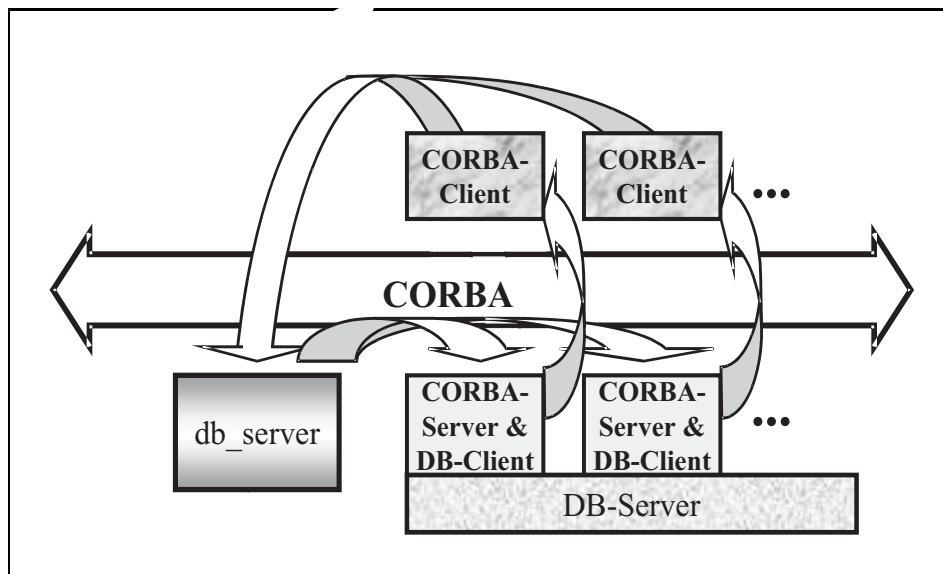 CORBA-
Client
CORBA-
Client
...
CORBA
db_server
CORBA-
Server &
DB-Client
CORBA-
Server &
DB-Client
...
DB-Server